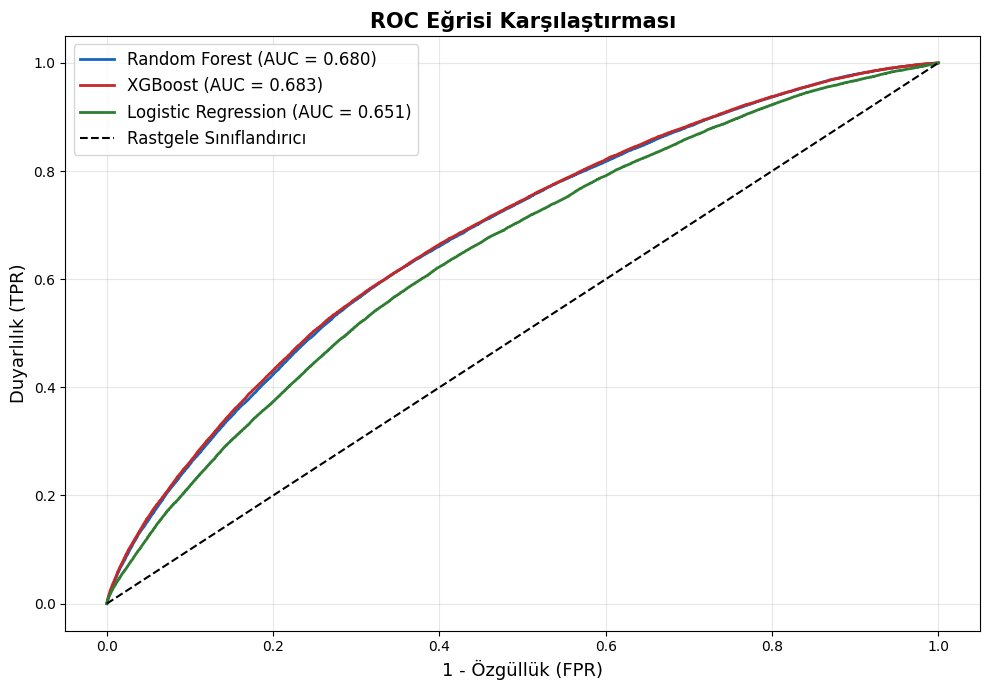 ROC Eğrisi Karşılaştırması
Random Forest (AUC = 0.680)
XGBoost (AUC = 0.683)
Logistic Regression (AUC = 0.651)
Rastgele Sınıflandırıcı
Duyarlılık (TPR)
1.0
0.8
0.6
0.4
0.2
0.0
0.0 0.2 0.4 0.6 0.8 1.0
1 - Özgüllük (FPR)